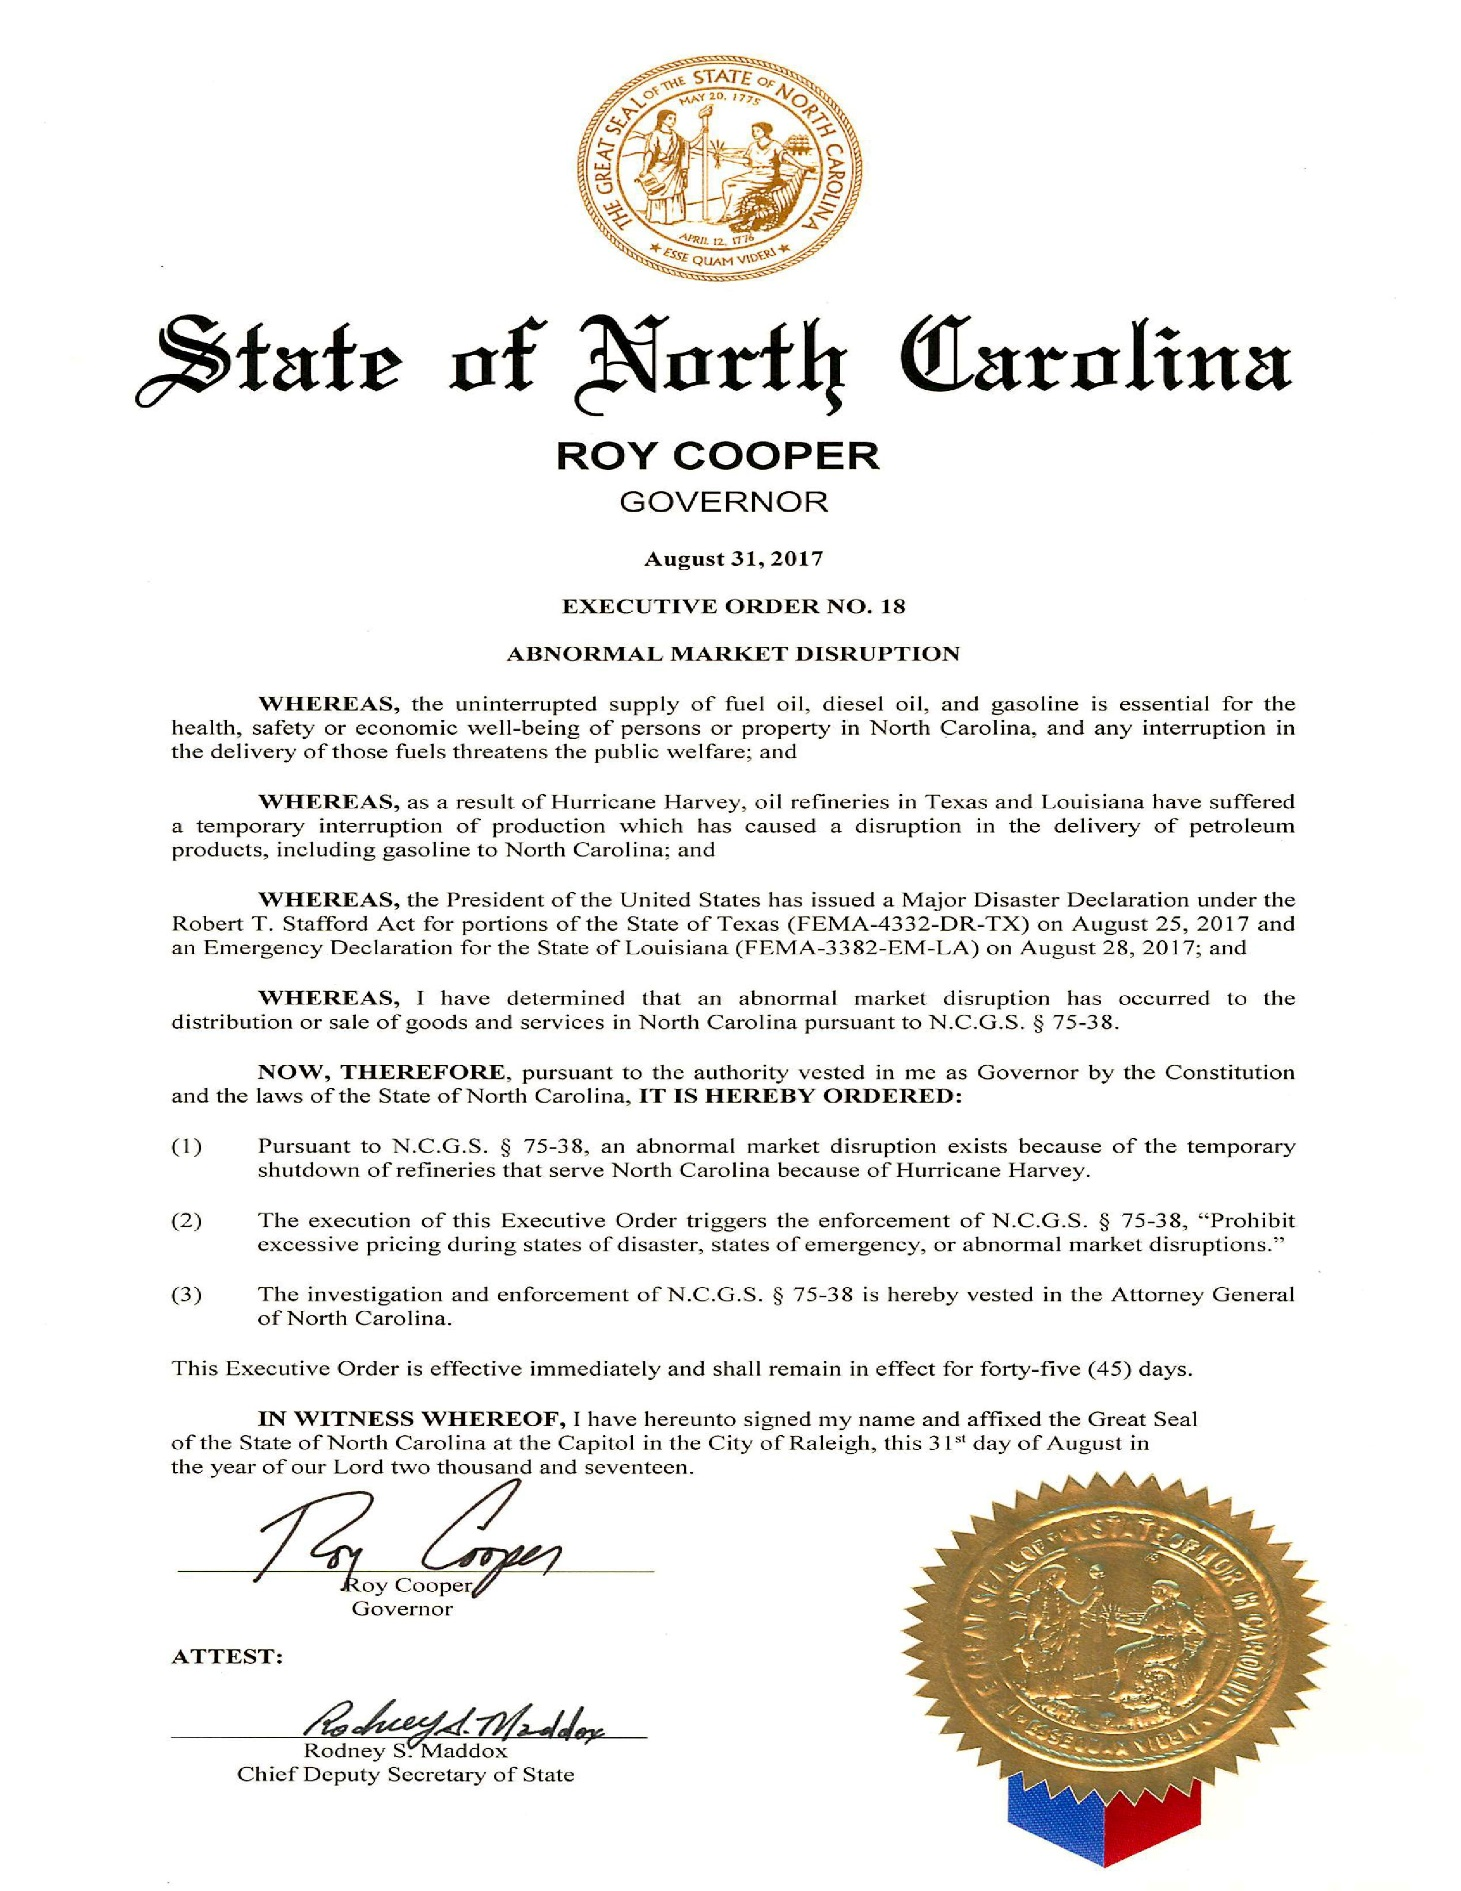 THE GREAT SEAL OF THE STATE OF NORTH CAROLINA
MAY 20, 1775
APRIL 12, 1776
★ ESSE QUAM VIDERI ★
State of North Carolina
ROY COOPER
GOVERNOR
August 31, 2017
EXECUTIVE ORDER NO. 18
ABNORMAL MARKET DISRUPTION
WHEREAS, the uninterrupted supply of fuel oil, diesel oil, and gasoline is essential for the
health, safety or economic well-being of persons or property in North Carolina, and any interruption in
the delivery of those fuels threatens the public welfare; and
WHEREAS, as a result of Hurricane Harvey, oil refineries in Texas and Louisiana have suffered
a temporary interruption of production which has caused a disruption in the delivery of petroleum
products, including gasoline to North Carolina; and
WHEREAS, the President of the United States has issued a Major Disaster Declaration under the
Robert T. Stafford Act for portions of the State of Texas (FEMA-4332-DR-TX) on August 25, 2017 and
an Emergency Declaration for the State of Louisiana (FEMA-3382-EM-LA) on August 28, 2017; and
WHEREAS, I have determined that an abnormal market disruption has occurred to the
distribution or sale of goods and services in North Carolina pursuant to N.C.G.S. § 75-38.
NOW, THEREFORE, pursuant to the authority vested in me as Governor by the Constitution
and the laws of the State of North Carolina, IT IS HEREBY ORDERED:
(1) Pursuant to N.C.G.S. § 75-38, an abnormal market disruption exists because of the temporary
shutdown of refineries that serve North Carolina because of Hurricane Harvey.
(2) The execution of this Executive Order triggers the enforcement of N.C.G.S. § 75-38, “Prohibit
excessive pricing during states of disaster, states of emergency, or abnormal market disruptions.”
(3) The investigation and enforcement of N.C.G.S. § 75-38 is hereby vested in the Attorney General
of North Carolina.
This Executive Order is effective immediately and shall remain in effect for forty-five (45) days.
IN WITNESS WHEREOF, I have hereunto signed my name and affixed the Great Seal
of the State of North Carolina at the Capitol in the City of Raleigh, this 31st day of August in
the year of our Lord two thousand and seventeen.
Roy Cooper
Roy Cooper
Governor
ATTEST:
Rodney S. Maddox
Rodney S. Maddox
Chief Deputy Secretary of State
GREAT SEAL OF THE STATE OF NORTH CAROLINA
ESSE QUAM VIDERI